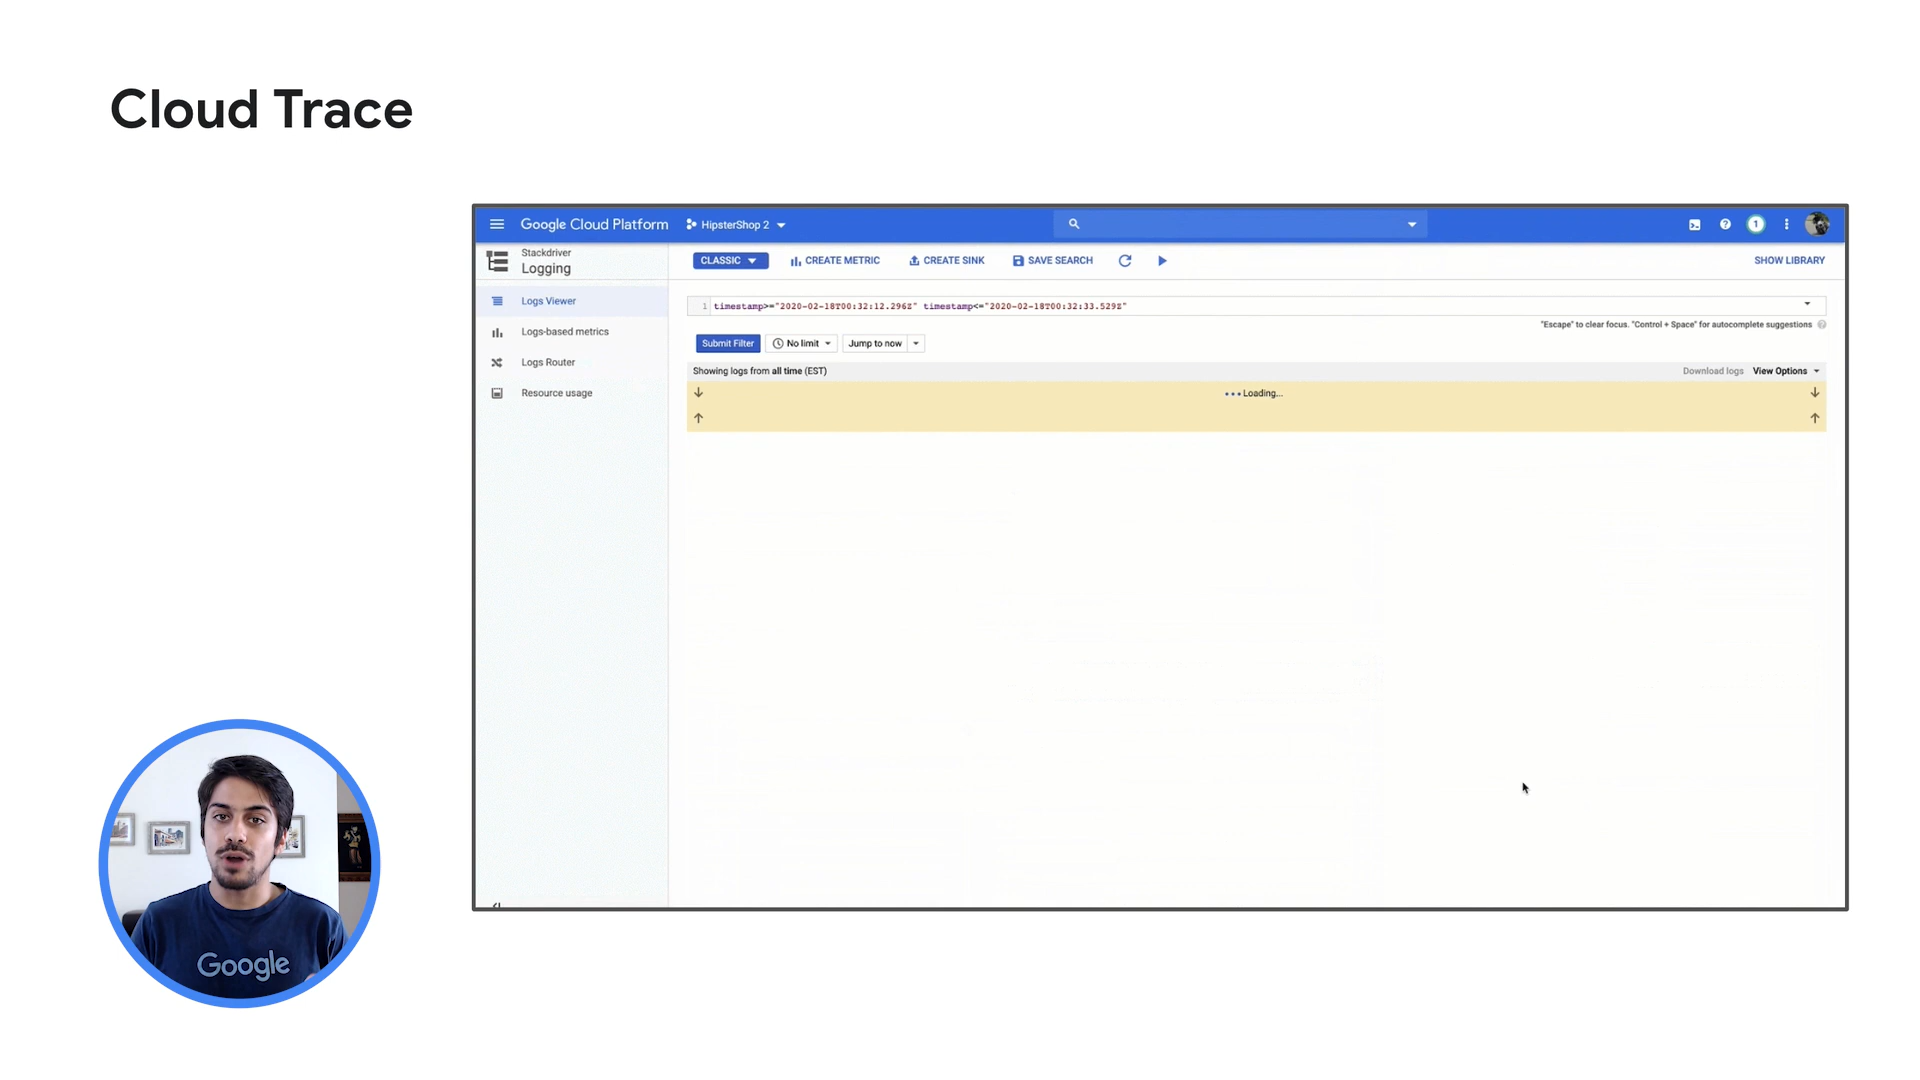 Cloud Trace
Google Cloud Platform
HipsterShop 2
1
Stackdriver
Logging
CLASSIC
CREATE METRIC
CREATE SINK
SAVE SEARCH
SHOW LIBRARY
Logs Viewer
Logs-based metrics
Logs Router
Resource usage
1 timestamp>="2020-02-18T00:32:12.296Z" timestamp<="2020-02-18T00:32:33.529Z"
"Escape" to clear focus. "Control + Space" for autocomplete suggestions
Submit Filter
No limit
Jump to now
Showing logs from all time (EST)
Download logs
View Options
Loading...
Google